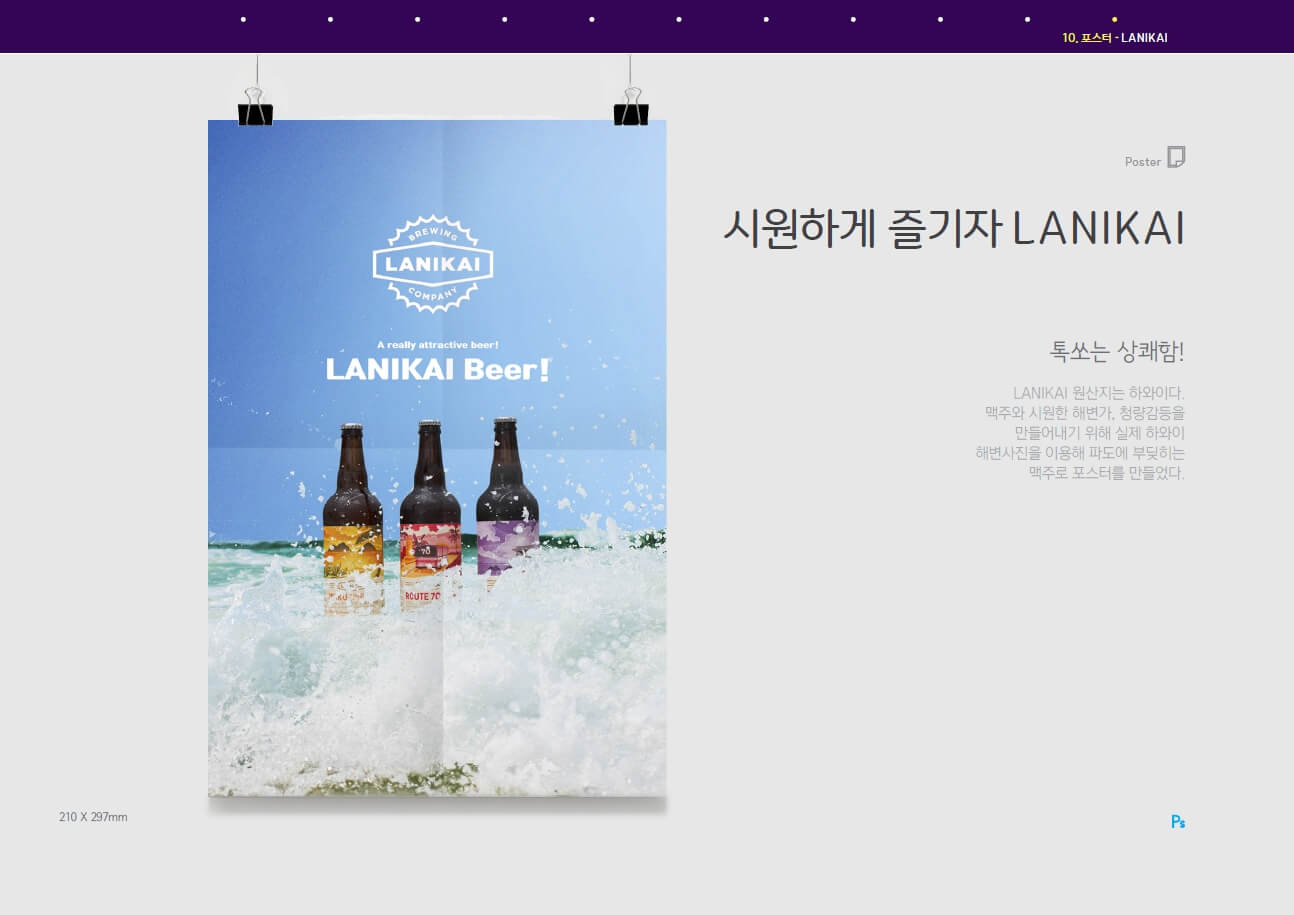 10. 포스터 - LANIKAI
Poster
시원하게 즐기자 LANIKAI
BREWING
LANIKAI
COMPANY
A really attractive beer!
LANIKAI Beer!
톡쏘는 상쾌함!
LANIKAI 원산지는 하와이다.
맥주와 시원한 해변가, 청량감등을
만들어내기 위해 실제 하와이
해변사진을 이용해 파도에 부딪히는
맥주로 포스터를 만들었다.
70
ROUTE 70
210 X 297mm
Ps